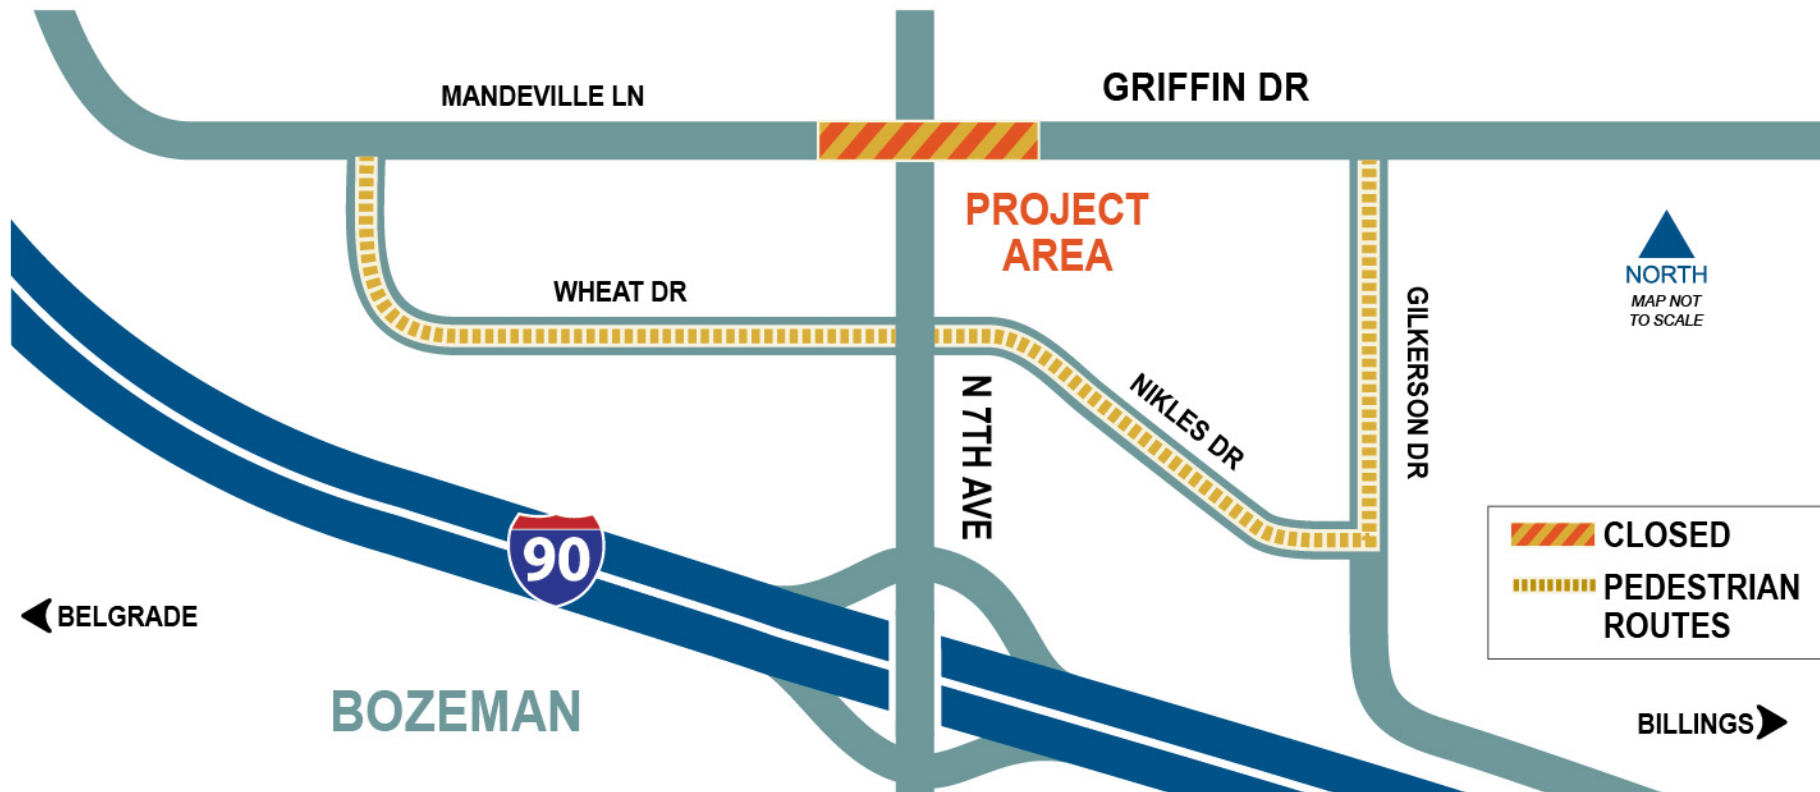 MANDEVILLE LN
GRIFFIN DR
PROJECT
AREA
WHEAT DR
NORTH
MAP NOT
TO SCALE
GILKERSON DR
N 7TH AVE
NIKLES DR
90
CLOSED
PEDESTRIAN
ROUTES
BELGRADE
BOZEMAN
BILLINGS